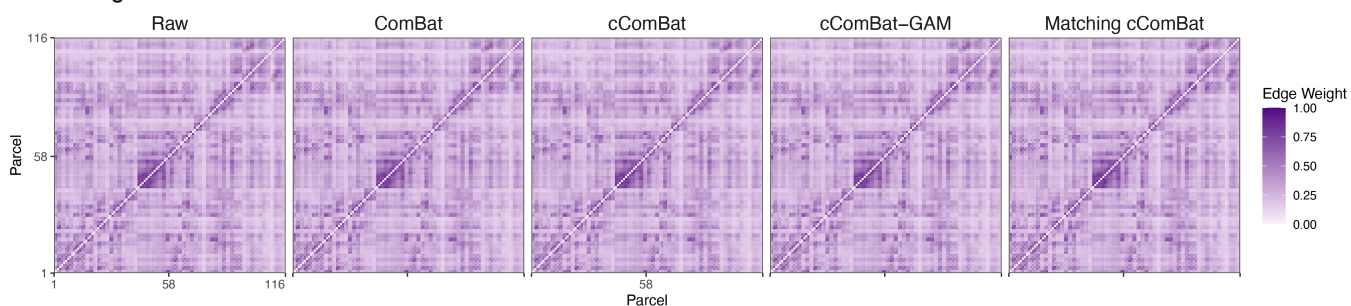 Raw
ComBat
cComBat
cComBat−GAM
Matching cComBat
116
58
1
Parcel
1
58
116
58
Parcel
Edge Weight
1.00
0.75
0.50
0.25
0.00